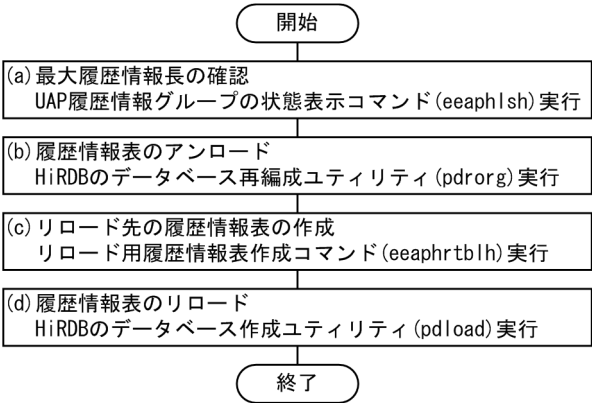 開始
(a)最大履歴情報長の確認
UAP履歴情報グループの状態表示コマンド(eeaphlsh)実行
(b)履歴情報表のアンロード
HiRDBのデータベース再編成ユティリティ(pdrorg)実行
(c)リロード先の履歴情報表の作成
リロード用履歴情報表作成コマンド(eeaphrtblh)実行
(d)履歴情報表のリロード
HiRDBのデータベース作成ユティリティ(pdload)実行
終了